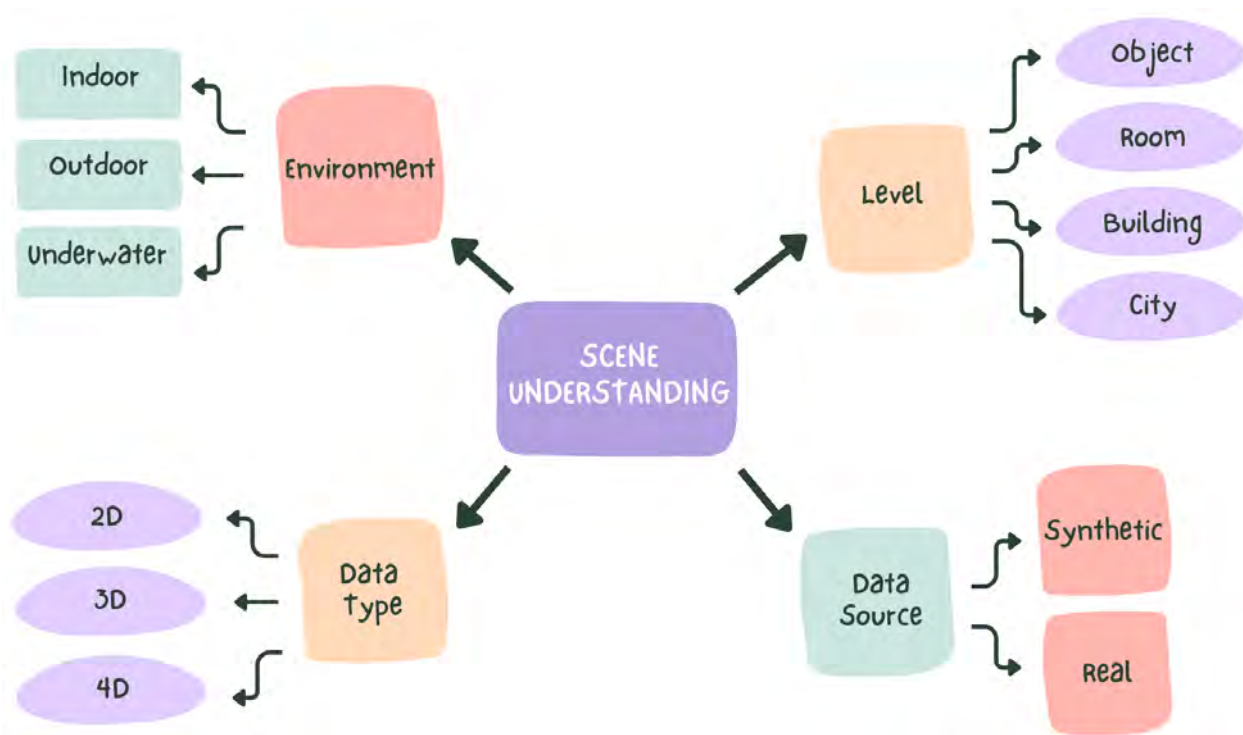 Indoor
Outdoor
Underwater
Environment
Level
Object
Room
Building
City
SCENE
UNDERSTANDING
2D
3D
4D
Data
Type
Data
Source
Synthetic
Real